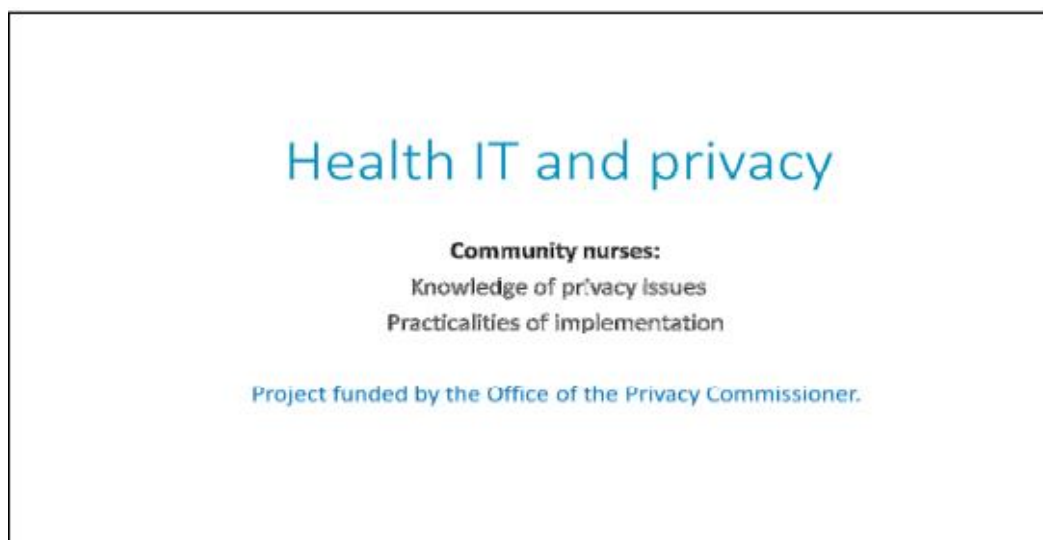 Health IT and privacy
Community nurses:
Knowledge of privacy issues
Practicalities of implementation
Project funded by the Office of the Privacy Commissioner.